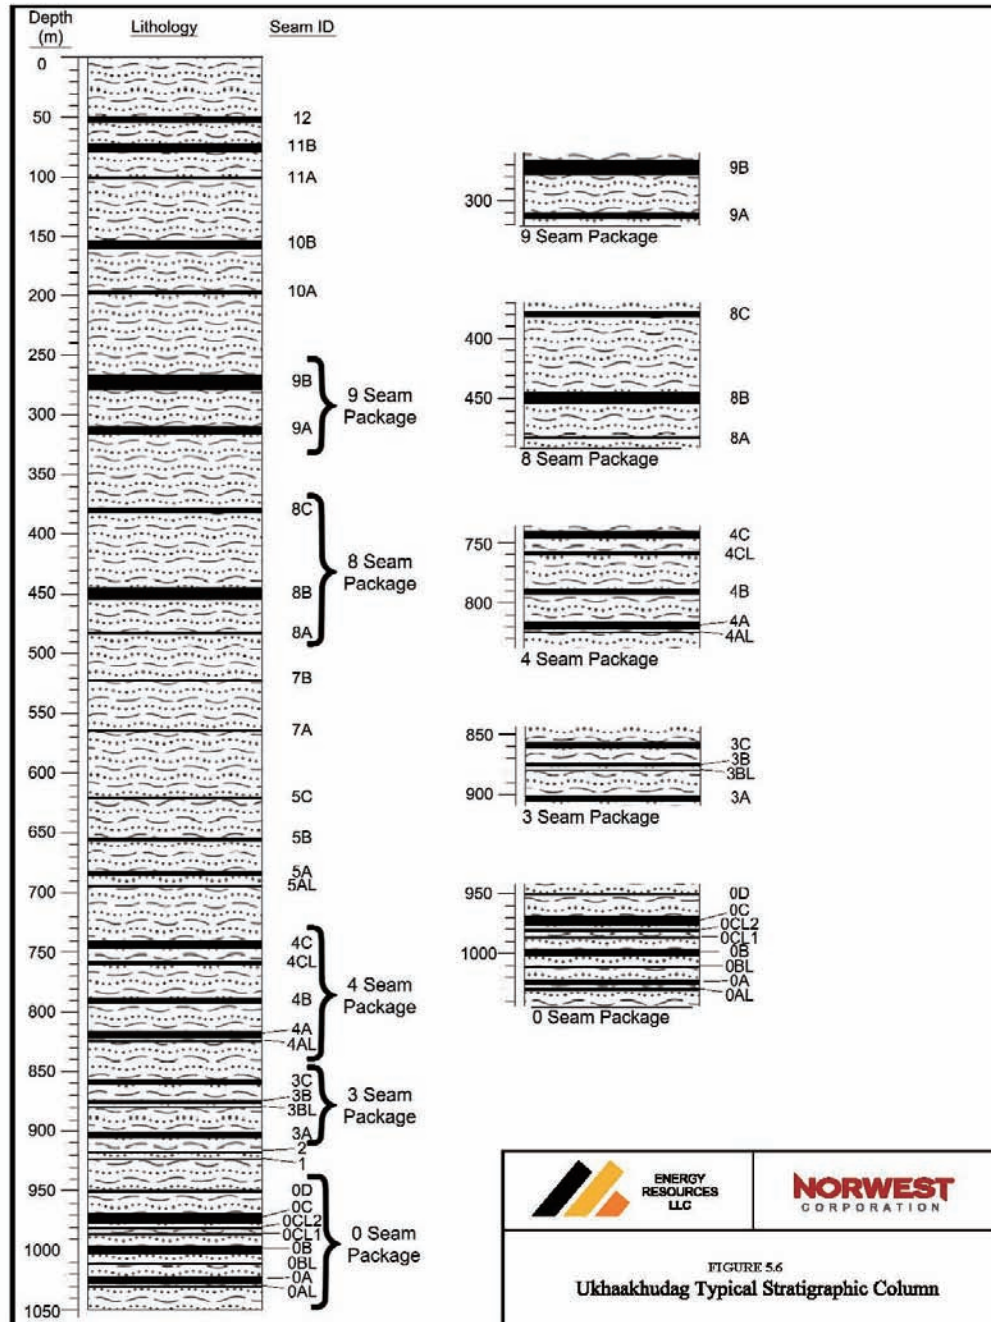 Depth
(m)
Lithology
Seam ID
0
50
100
150
200
250
300
350
400
450
500
550
600
650
700
750
800
850
900
950
1000
1050
12
11B
11A
10B
10A
9B
9A
8C
8B
8A
7B
7A
5C
5B
5A
5AL
4C
4CL
4B
4A
4AL
3C
3B
3BL
3A
2
1
0D
0C
0CL2
0CL1
0B
0BL
0A
0AL
9 Seam
Package
8 Seam
Package
4 Seam
Package
3 Seam
Package
0 Seam
Package
300
9B
9A
9 Seam Package
400
450
8C
8B
8A
8 Seam Package
750
800
4C
4CL
4B
4A
4AL
4 Seam Package
850
900
3C
3B
3BL
3A
3 Seam Package
950
1000
0D
0C
0CL2
0CL1
0B
0BL
0A
0AL
0 Seam Package
ENERGY
RESOURCES
LLC
NORWEST
CORPORATION
FIGURE 5.6
Ukhaakhudag Typical Stratigraphic Column